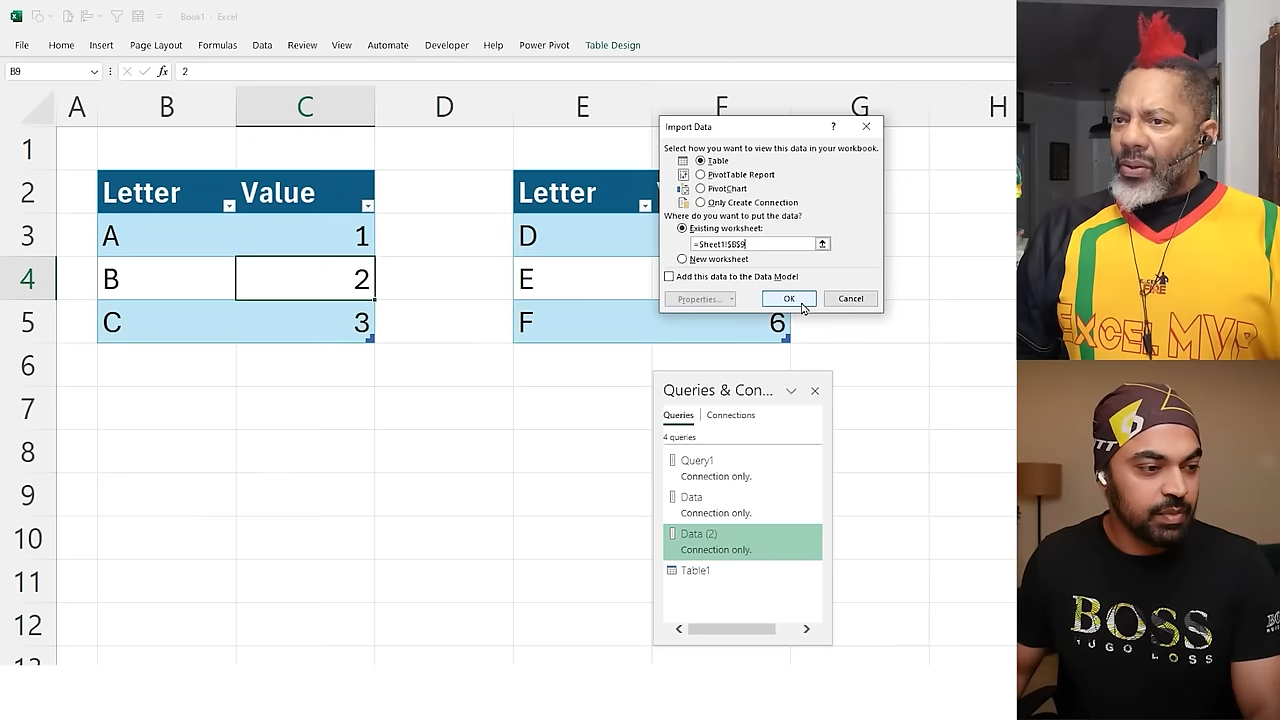 Book1 - Excel
File Home Insert Page Layout Formulas Data Review View Automate Developer Help Power Pivot Table Design
B9 fx 2
A B C D E F G H
1
2 Letter Value Letter
3 A 1 D
4 B 2 E
5 C 3 F 6
6
7
8
9
10
11
12
13
Import Data ?
Select how you want to view this data in your workbook.
Table
PivotTable Report
PivotChart
Only Create Connection
Where do you want to put the data?
Existing worksheet:
=Sheet1!$B$9
New worksheet
Add this data to the Data Model
Properties... OK Cancel
Queries & Con...
Queries | Connections
4 queries
Query1
Connection only.
Data
Connection only.
Data (2)
Connection only.
Table1
EXCEL MVP
BOSS
HUGO BOSS